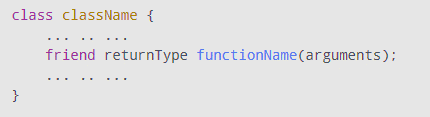 class className {
    ... .. ...
    friend returnType functionName(arguments);
    ... .. ...
}